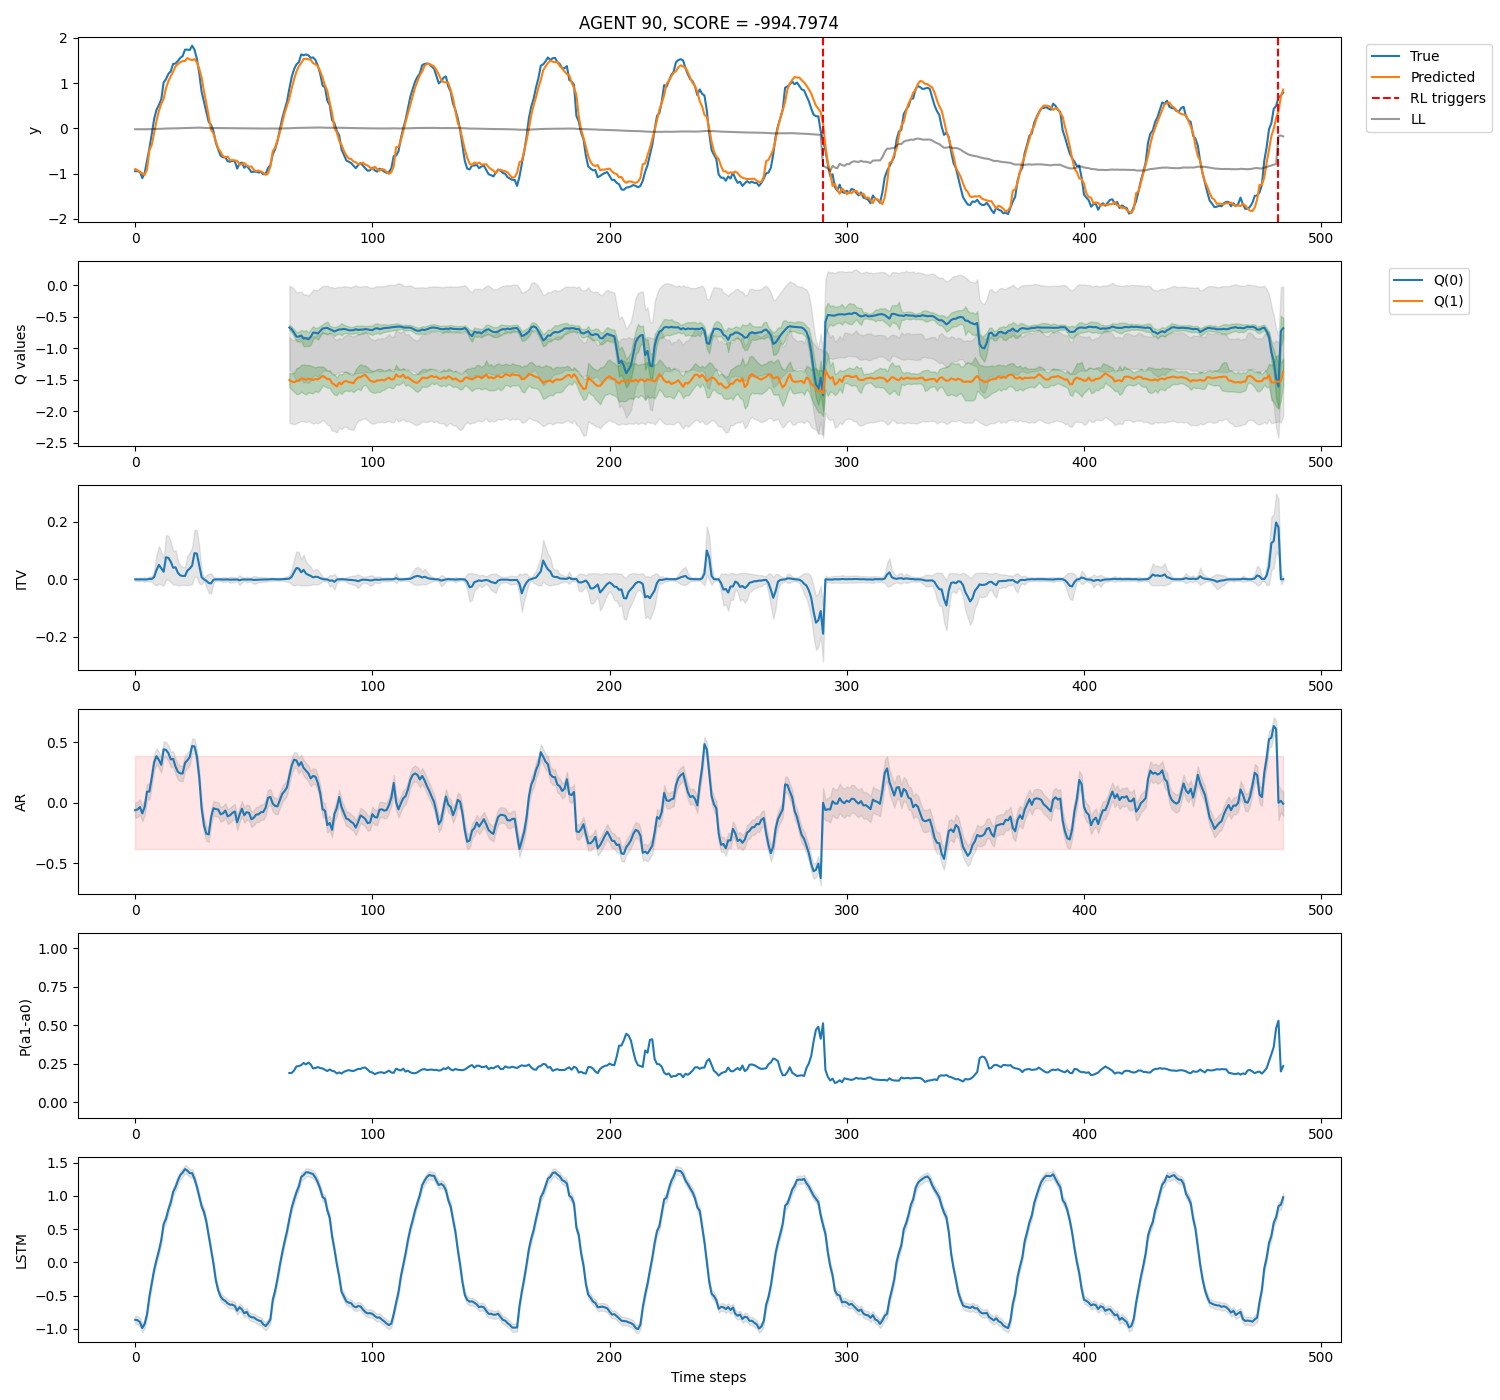 AGENT 90, SCORE = -994.7974
y
2
1
0
−1
−2
0 100 200 300 400 500
True
Predicted
RL triggers
LL
Q values
0.0
−0.5
−1.0
−1.5
−2.0
−2.5
0 100 200 300 400 500
Q(0)
Q(1)
ITV
0.2
0.0
−0.2
0 100 200 300 400 500
AR
0.5
0.0
−0.5
0 100 200 300 400 500
P(a1-a0)
1.00
0.75
0.50
0.25
0.00
0 100 200 300 400 500
LSTM
1.5
1.0
0.5
0.0
−0.5
−1.0
0 100 200 300 400 500
Time steps